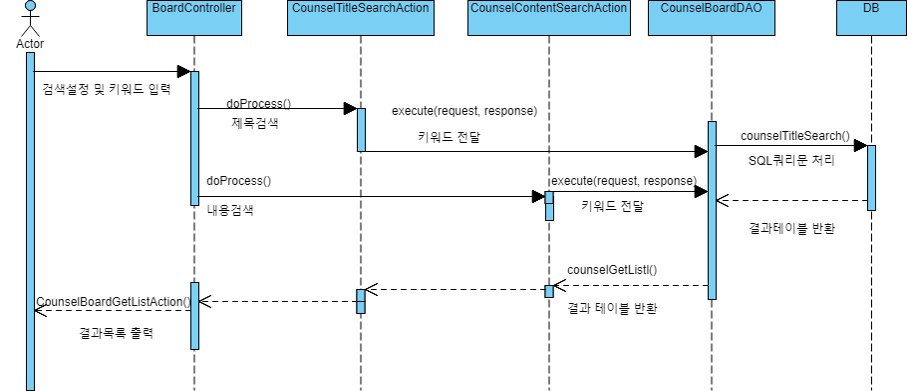 BoardController
CounselTitleSearchAction
CounselContentSearchAction
CounselBoardDAO
DB
Actor
검색설정 및 키워드 입력
doProcess()
제목검색
execute(request, response)
키워드 전달
counselTitleSearch()
SQL쿼리문 처리
doProcess()
내용검색
execute(request, response)
키워드 전달
결과테이블 반환
counselGetListl()
결과 테이블 반환
CounselBoardGetListAction()
결과목록 출력